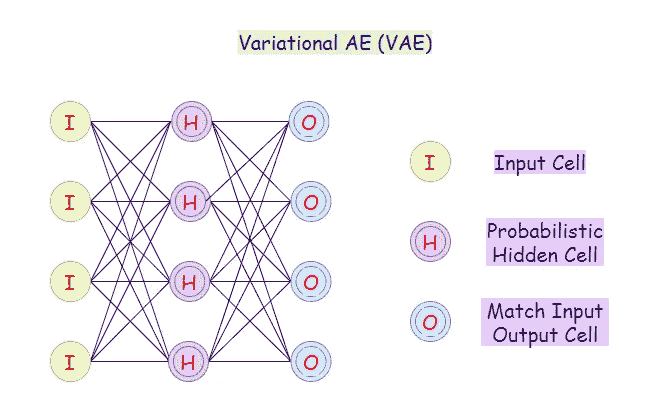 Variational AE (VAE)
I H O
I H O
I H O
I H O
I Input Cell
H Probabilistic
Hidden Cell
O Match Input
Output Cell